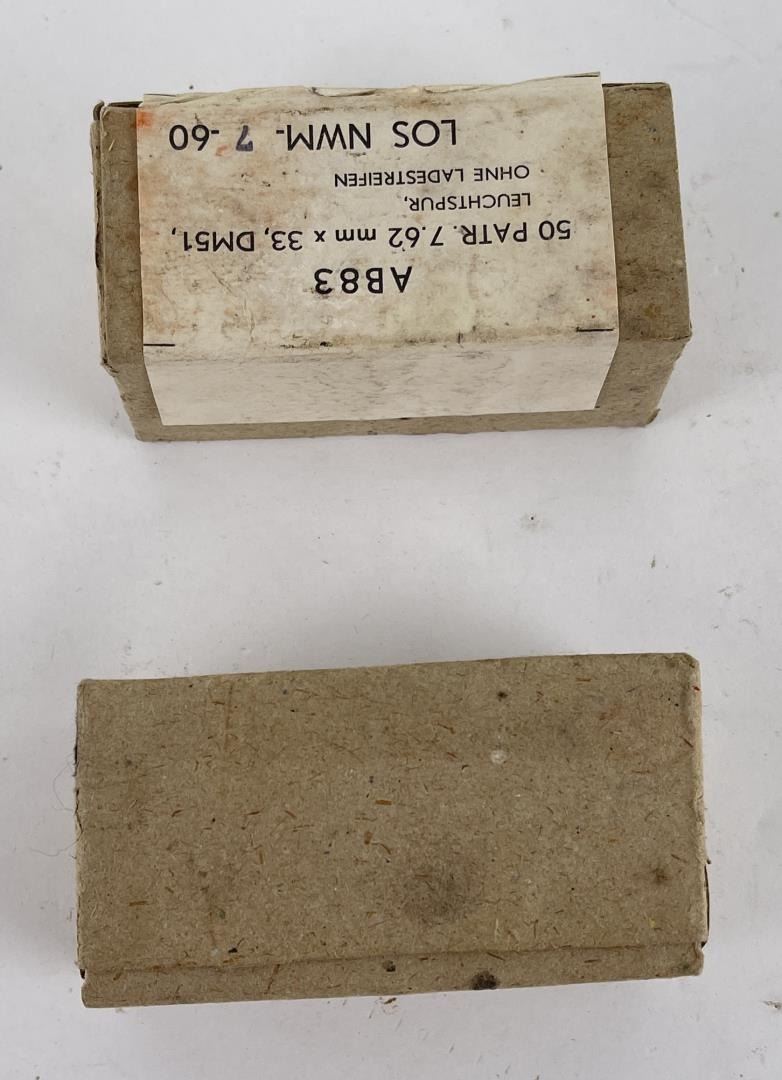 AB83
50 PATR. 7.62 mm x 33, DM51,
LEUCHTSPUR,
OHNE LADESTREIFEN
LOS NWM- 7 -60